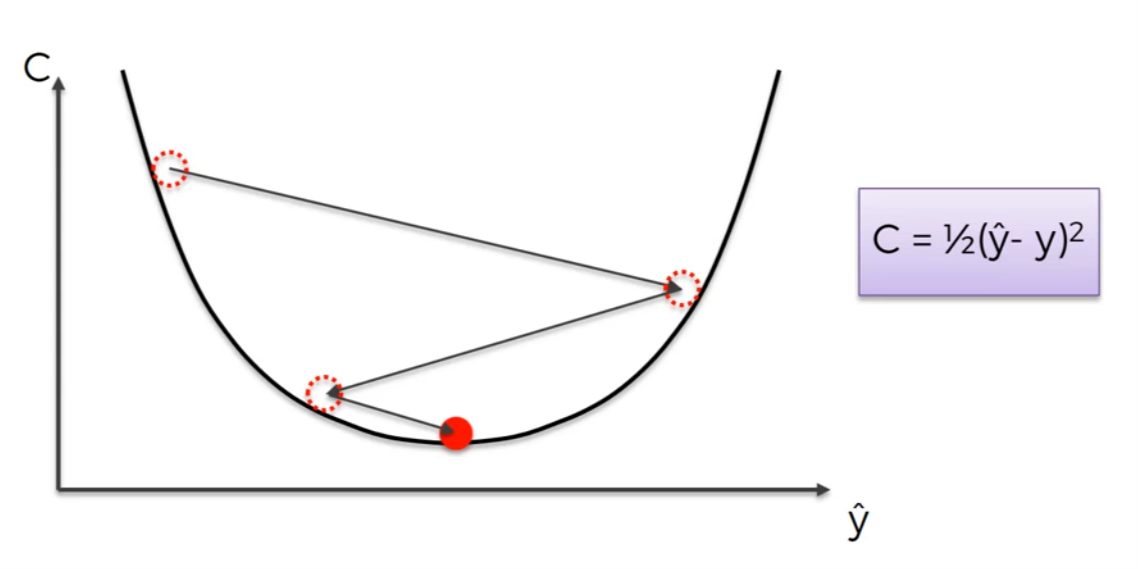 C
C = ½(ŷ- y)²
ŷ